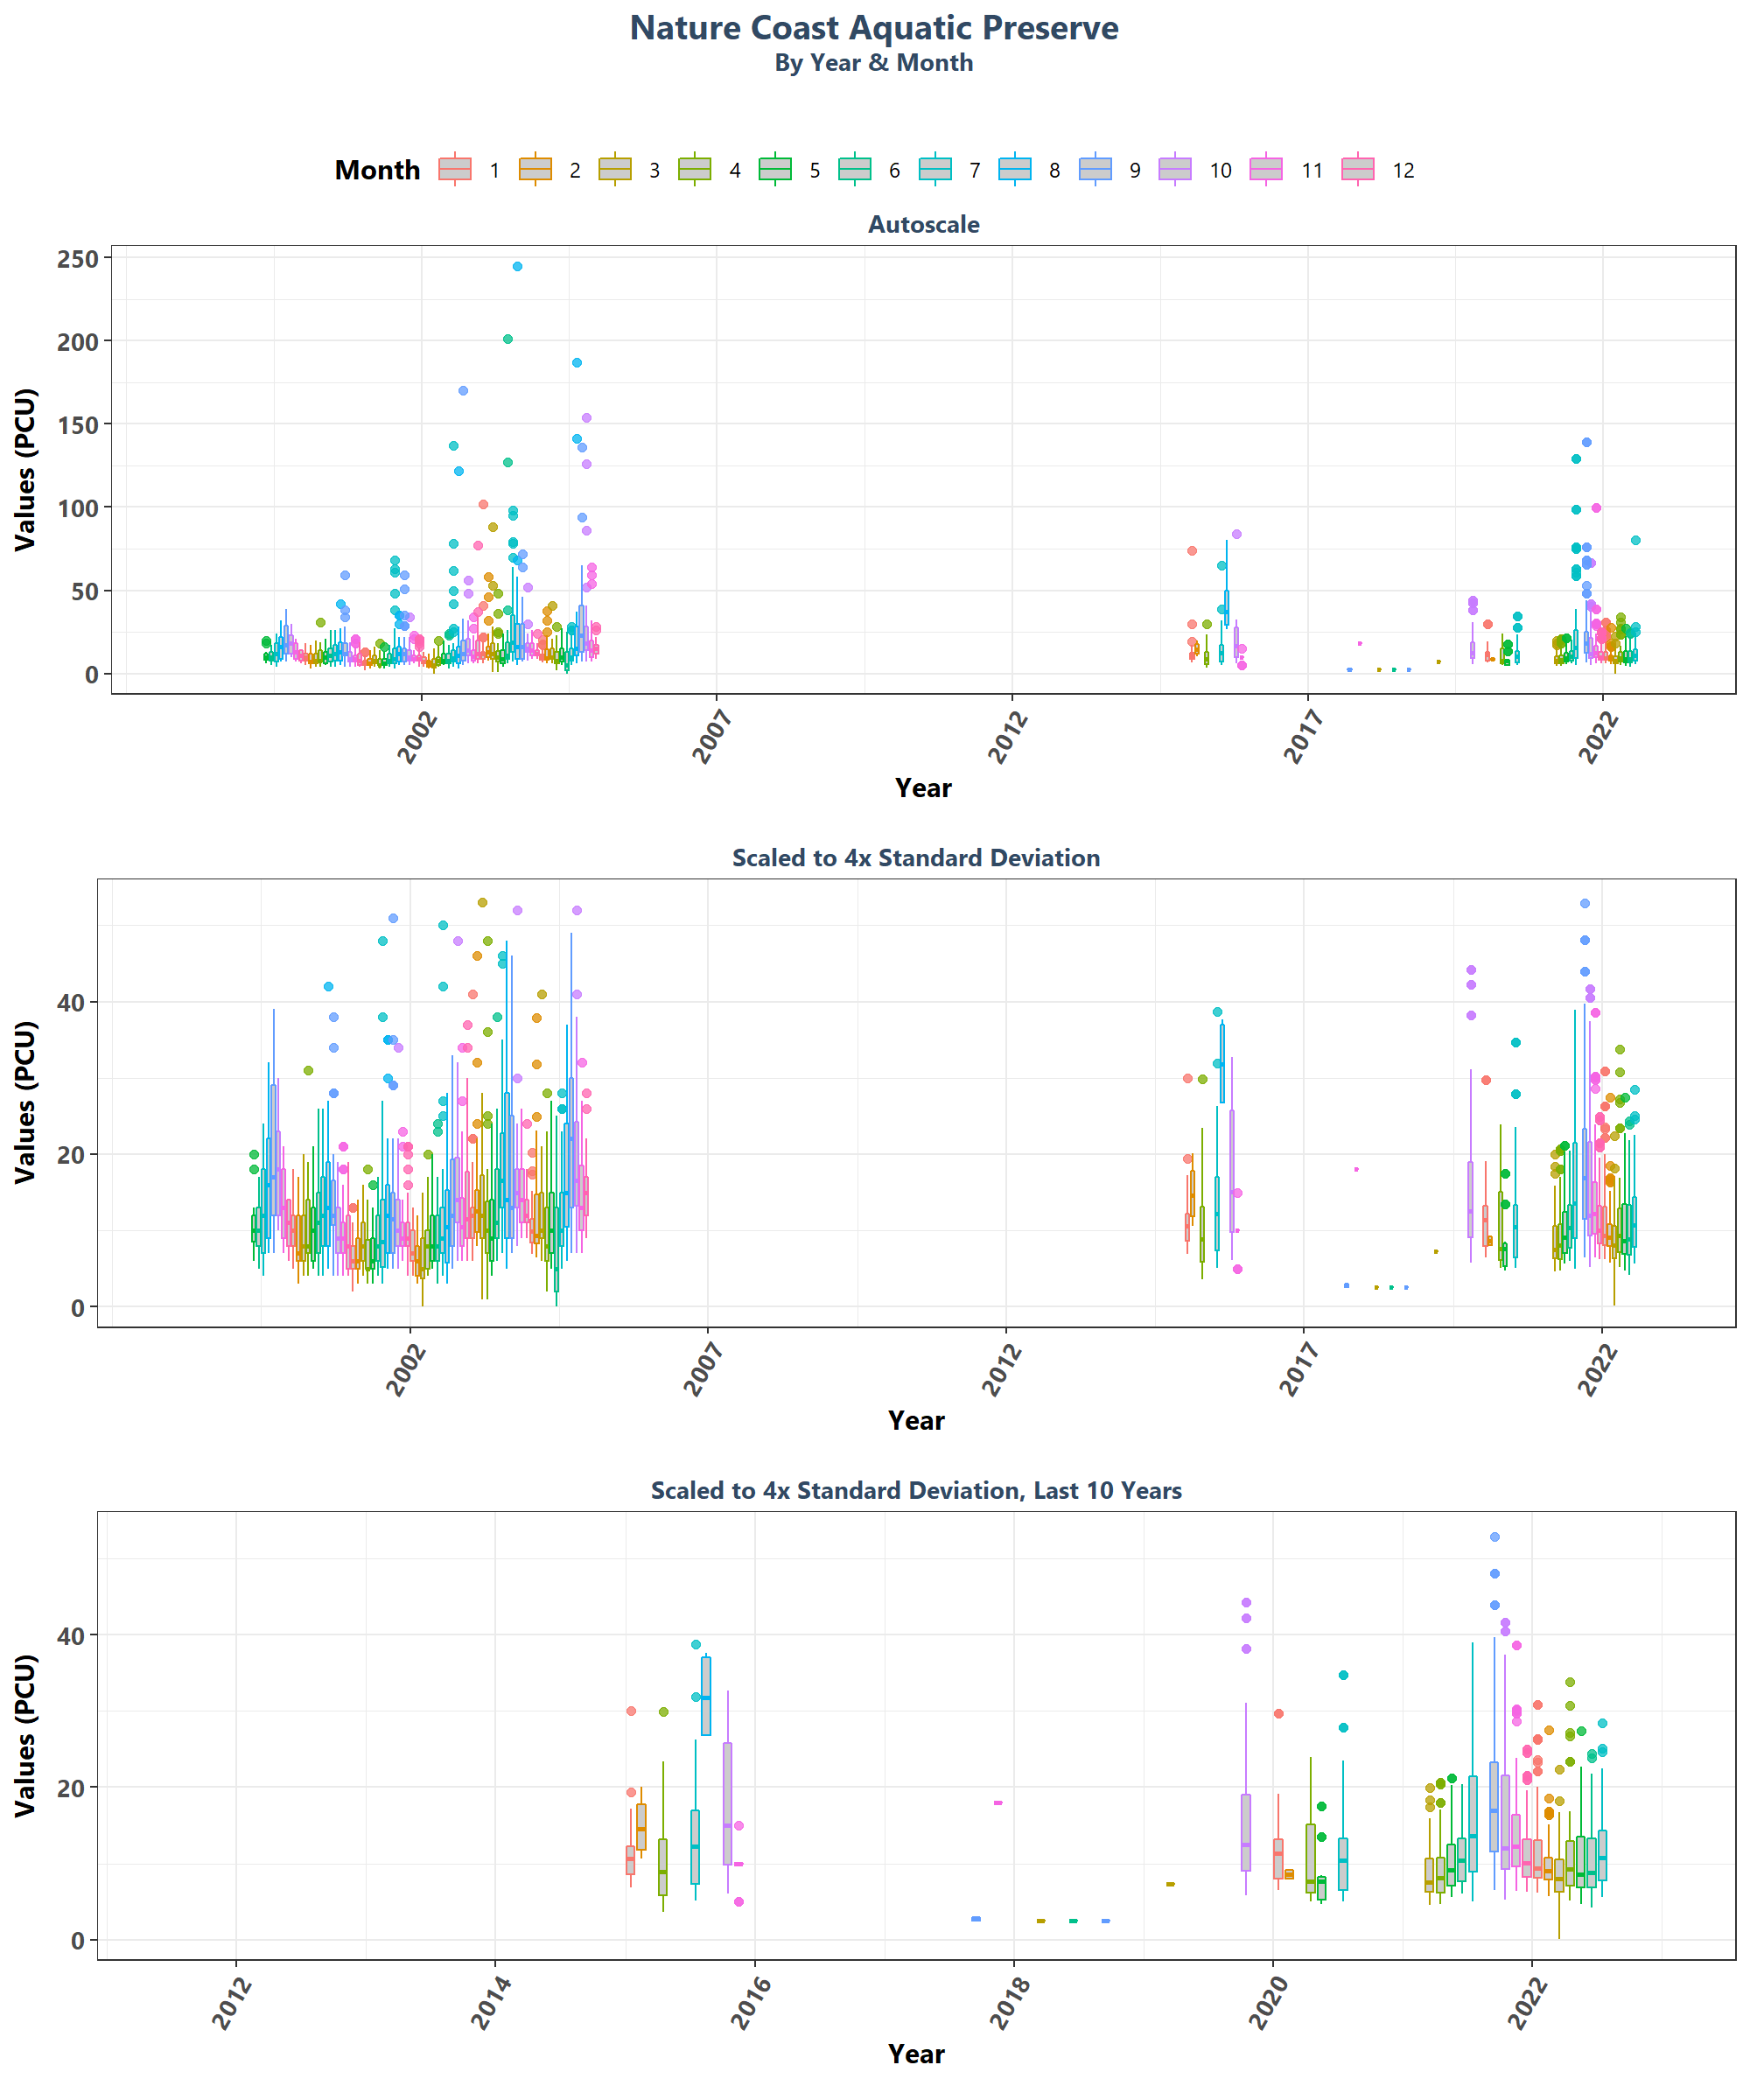 Nature Coast Aquatic Preserve
By Year & Month
Month 1 2 3 4 5 6 7 8 9 10 11 12
Autoscale
Values (PCU)
250
200
150
100
50
0
2002 2007 2012 2017 2022
Year
Scaled to 4x Standard Deviation
Values (PCU)
40
20
0
2002 2007 2012 2017 2022
Year
Scaled to 4x Standard Deviation, Last 10 Years
Values (PCU)
40
20
0
2012 2014 2016 2018 2020 2022
Year